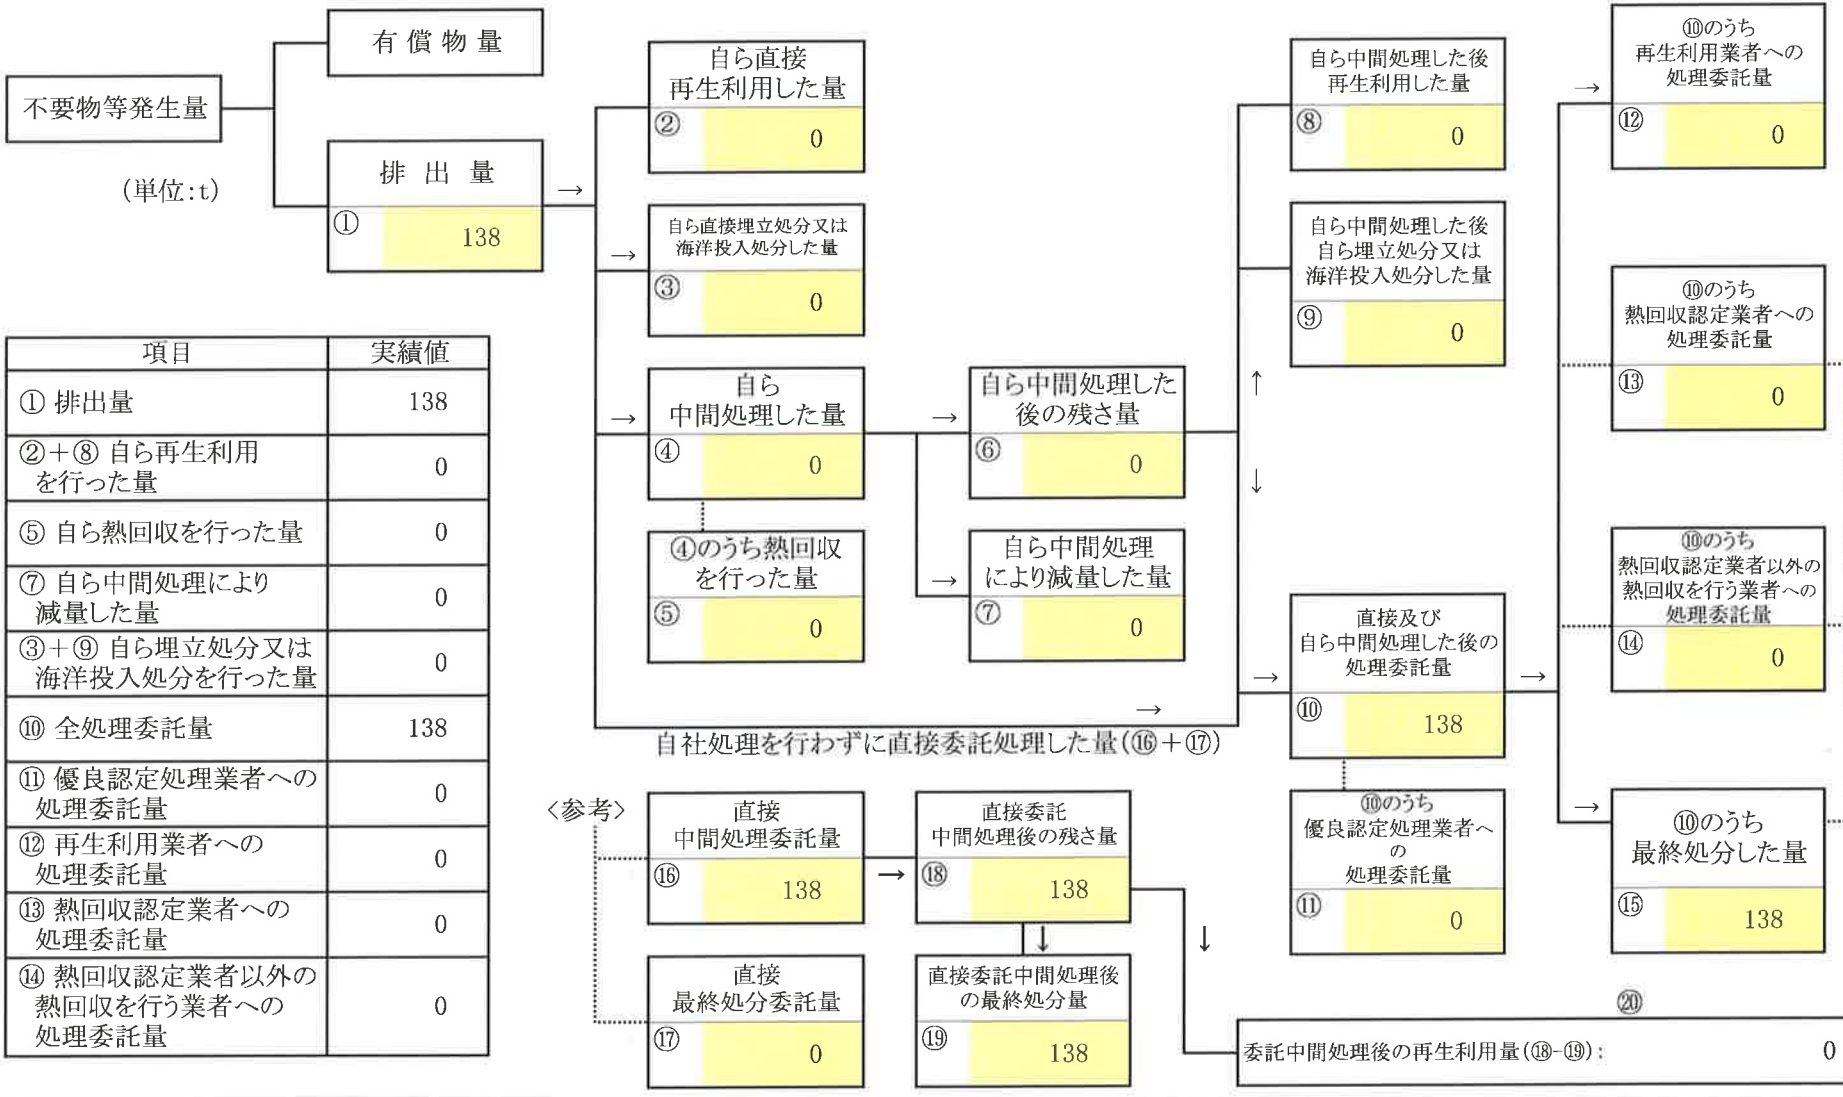 有償物量
不要物等発生量
(単位:t)
排出量
①
138
自ら直接
再生利用した量
②
0
自ら直接埋立処分又は
海洋投入処分した量
③
0
自ら
中間処理した量
④
0
④のうち熱回収
を行った量
⑤
0
自ら中間処理した
後の残さ量
⑥
0
自ら中間処理
により減量した量
⑦
0
自ら中間処理した後
再生利用した量
⑧
0
自ら中間処理した後
自ら埋立処分又は
海洋投入処分した量
⑨
0
直接及び
自ら中間処理した後の
処理委託量
⑩
138
⑩のうち
優良認定処理業者へ
の
処理委託量
⑪
0
⑩のうち
再生利用業者への
処理委託量
⑫
0
⑩のうち
熱回収認定業者への
処理委託量
⑬
0
⑩のうち
熱回収認定業者以外の
熱回収を行う業者への
処理委託量
⑭
0
⑩のうち
最終処分した量
⑮
138
自社処理を行わずに直接委託処理した量(⑯+⑰)
<参考>
直接
中間処理委託量
⑯
138
直接
最終処分委託量
⑰
0
直接委託
中間処理後の残さ量
⑱
138
直接委託中間処理後
の最終処分量
⑲
138
⑳
委託中間処理後の再生利用量(⑱-⑲): 0
項目 実績値
① 排出量 138
②+⑧ 自ら再生利用
を行った量 0
⑤ 自ら熱回収を行った量 0
⑦ 自ら中間処理により
減量した量 0
③+⑨ 自ら埋立処分又は
海洋投入処分を行った量 0
⑩ 全処理委託量 138
⑪ 優良認定処理業者への
処理委託量 0
⑫ 再生利用業者への
処理委託量 0
⑬ 熱回収認定業者への
処理委託量 0
⑭ 熱回収認定業者以外の
熱回収を行う業者への
処理委託量 0